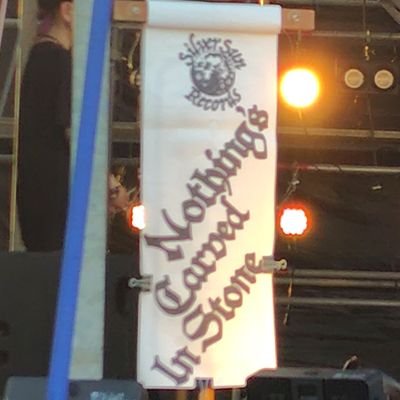 Silver Sun
Records
Nothing's
Carved
In Stone